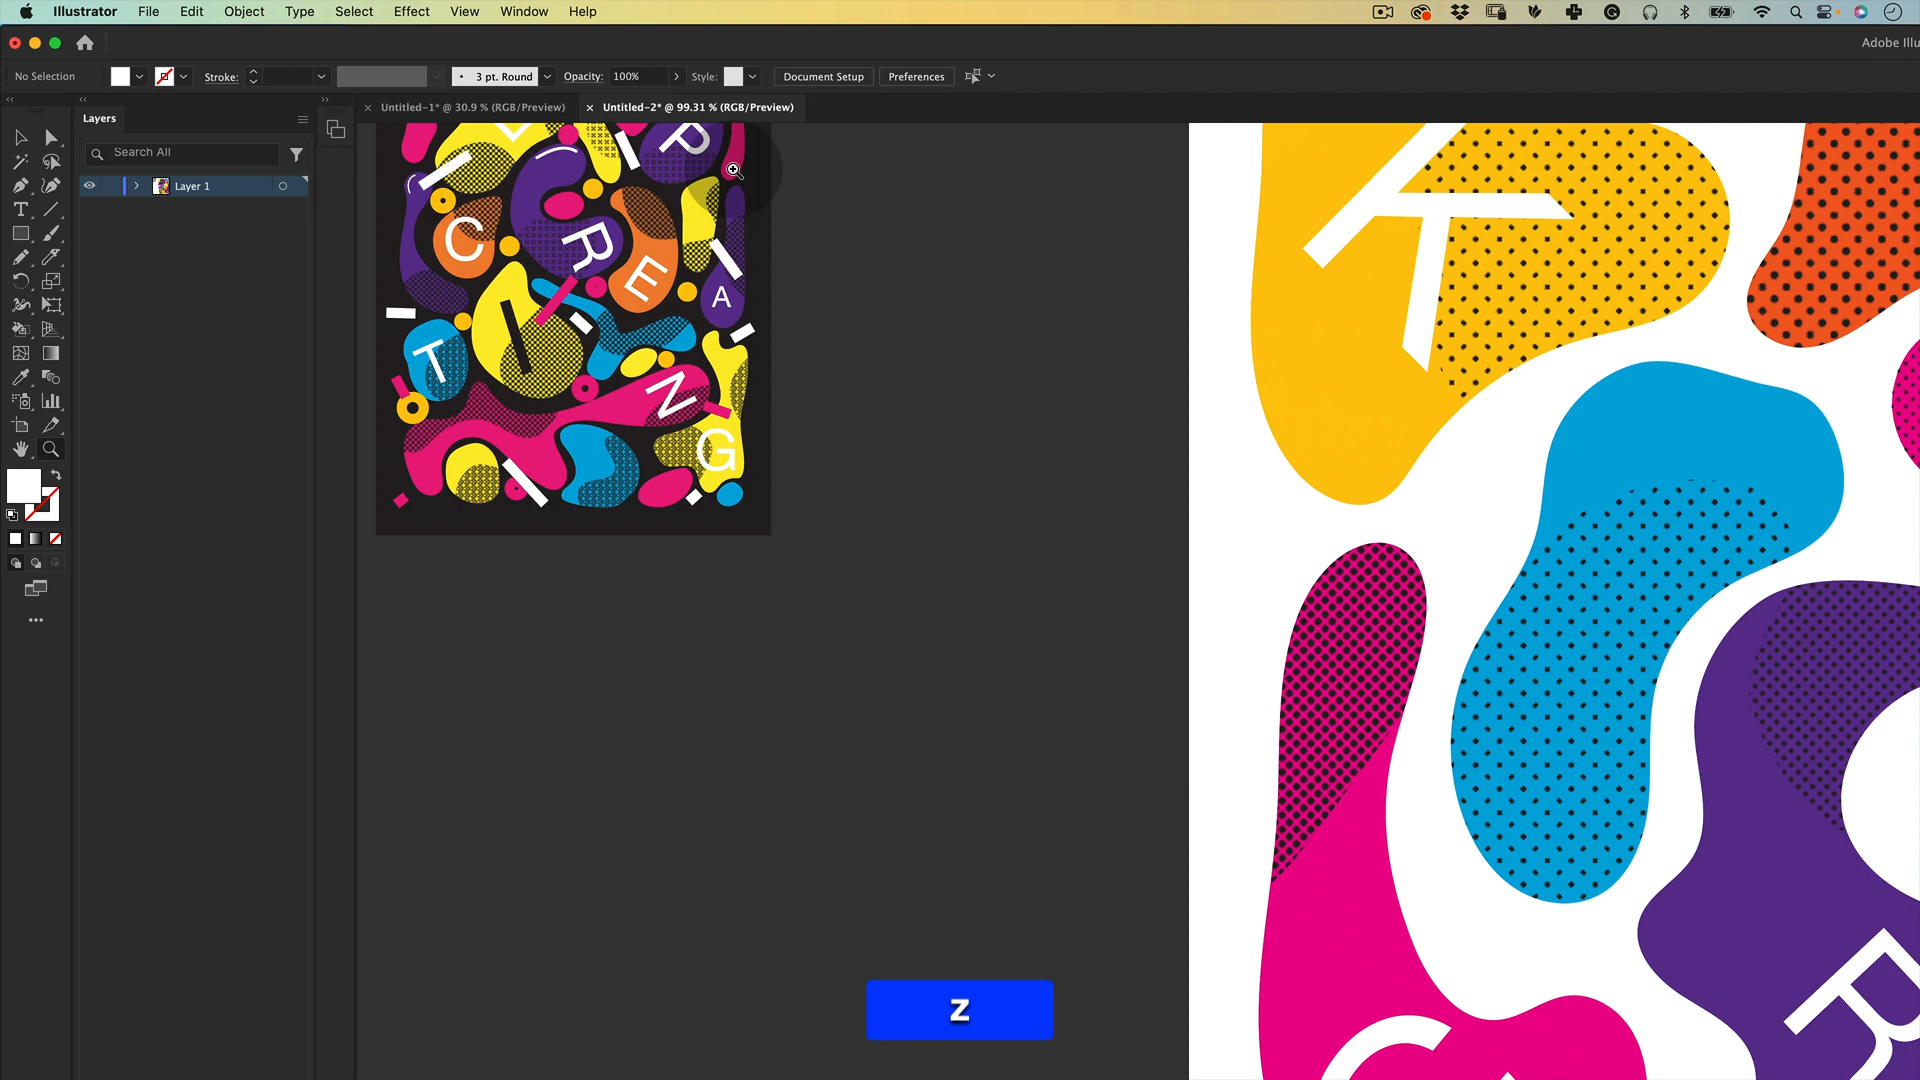 Illustrator File Edit Object Type Select Effect View Window Help
Adobe Illu
No Selection Stroke: 3 pt. Round Opacity: 100% Style: Document Setup Preferences
Untitled-1* @ 30.9 % (RGB/Preview) Untitled-2* @ 99.31 % (RGB/Preview)
Layers
Search All
Layer 1
P
C R E A
T I N G
K
R
z